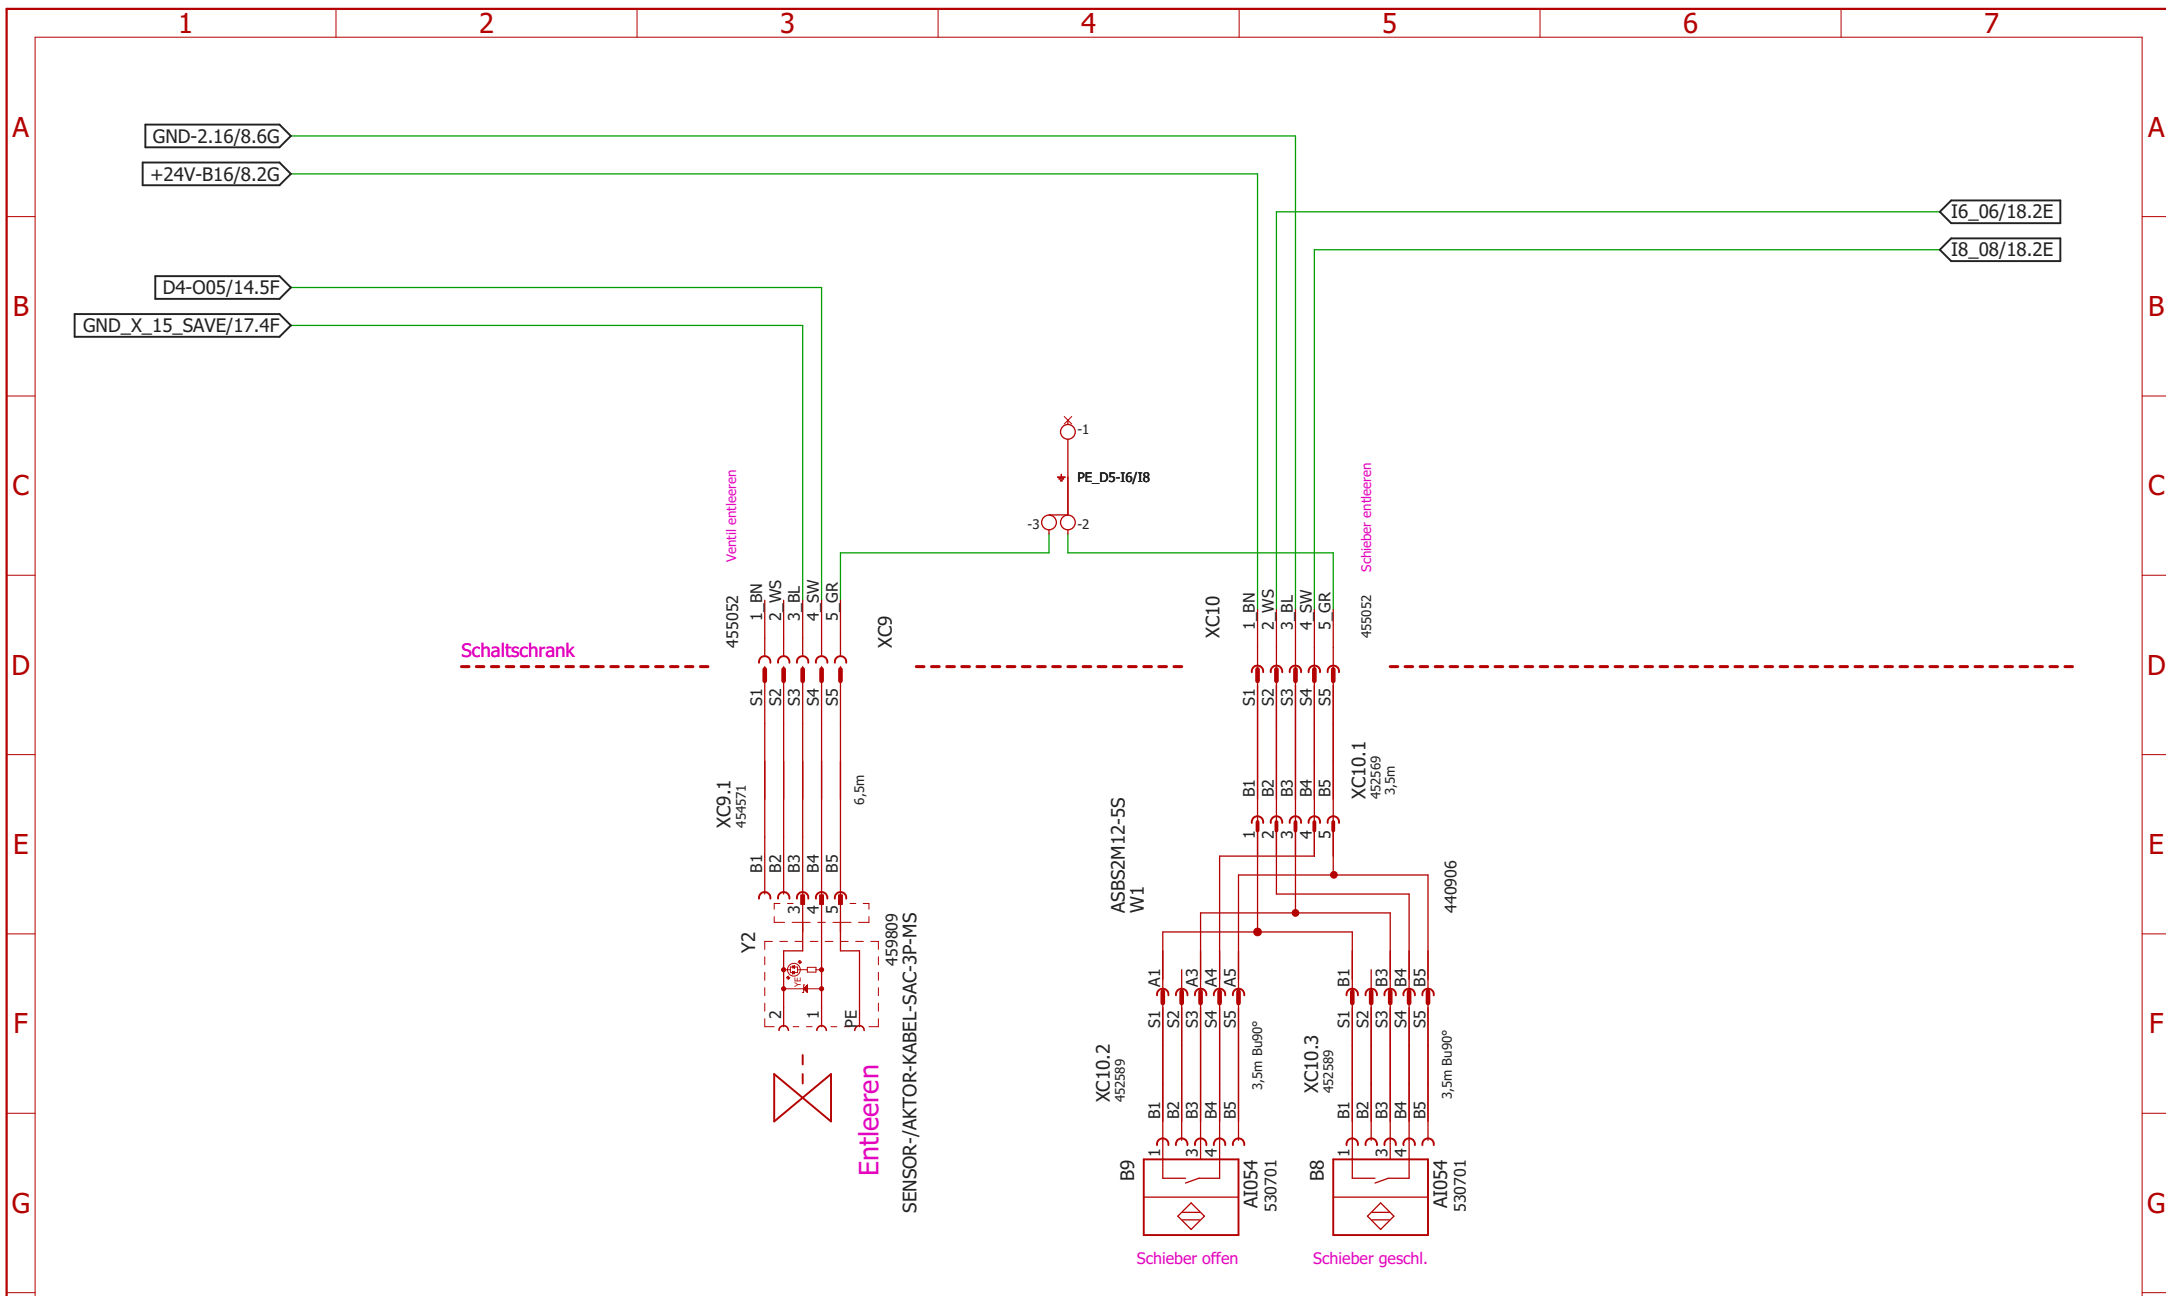 1 2 3 4 5 6 7
A A
GND-2.16/8.6G
+24V-B16/8.2G
I6_06/18.2E
I8_08/18.2E
B B
D4-O05/14.5F
GND_X_15_SAVE/17.4F
C C
-1
PE_D5-I6/I8
-3 -2
Ventil entleeren
Schieber entleeren
D D
Schaltschrank
455052
1_BN
2_WS
3_BL
4_SW
5_GR
XC9
S1 S2 S3 S4 S5
XC10
1_BN
2_WS
3_BL
4_SW
5_GR
455052
S1 S2 S3 S4 S5
E E
XC9.1
454571
6,5m
B1 B2 B3 B4 B5
3 4 5
B1 B2 B3 B4 B5
XC10.1
452569
3,5m
1 2 3 4 5
ASBS2M12-5S
W1
440906
F F
Y2
YE
2 1 PE
459809
SENSOR-/AKTOR-KABEL-SAC-3P-MS
Entleeren
A1 A3 A4 A5
S1 S2 S3 S4 S5
XC10.2
452589
3,5m Bu90°
B1 B2 B3 B4 B5
B1 B3 B4 B5
S1 S2 S3 S4 S5
XC10.3
452589
3,5m Bu90°
B1 B2 B3 B4 B5
G G
B9
1 3 4
AI054
530701
Schieber offen
B8
1 3 4
AI054
530701
Schieber geschl.